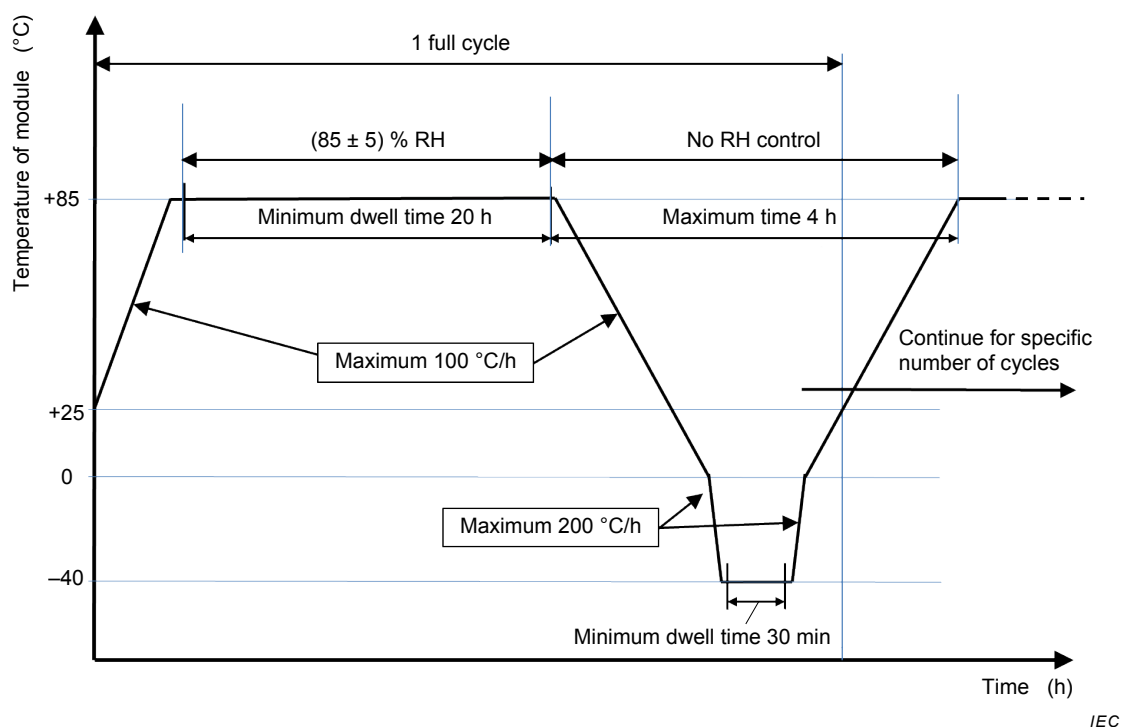 Temperature of module (°C)
1 full cycle
(85 ± 5) % RH
No RH control
+85
Minimum dwell time 20 h
Maximum time 4 h
Continue for specific
number of cycles
Maximum 100 °C/h
+25
0
Maximum 200 °C/h
–40
Minimum dwell time 30 min
Time (h)
IEC